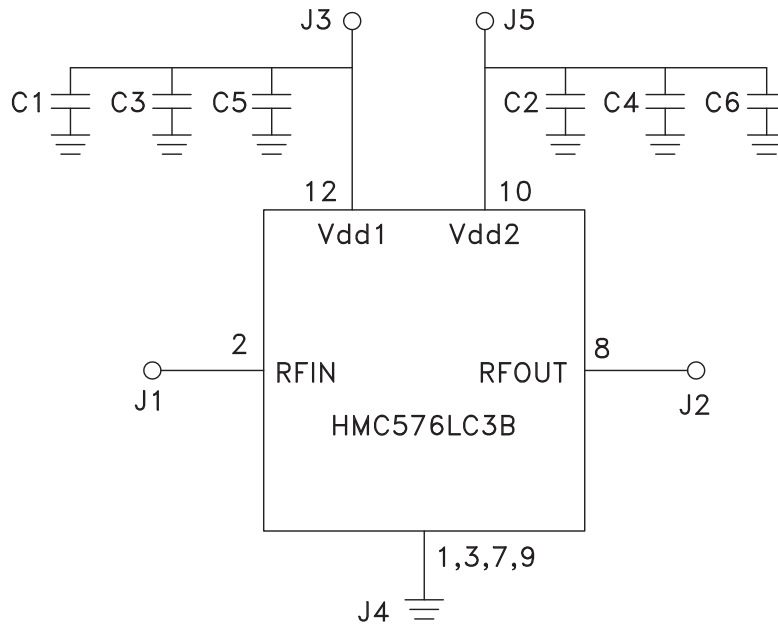 J3 J5
C1 C3 C5 C2 C4 C6
12 10
Vdd1 Vdd2
2 8
RFIN RFOUT
J1 J2
HMC576LC3B
1,3,7,9
J4